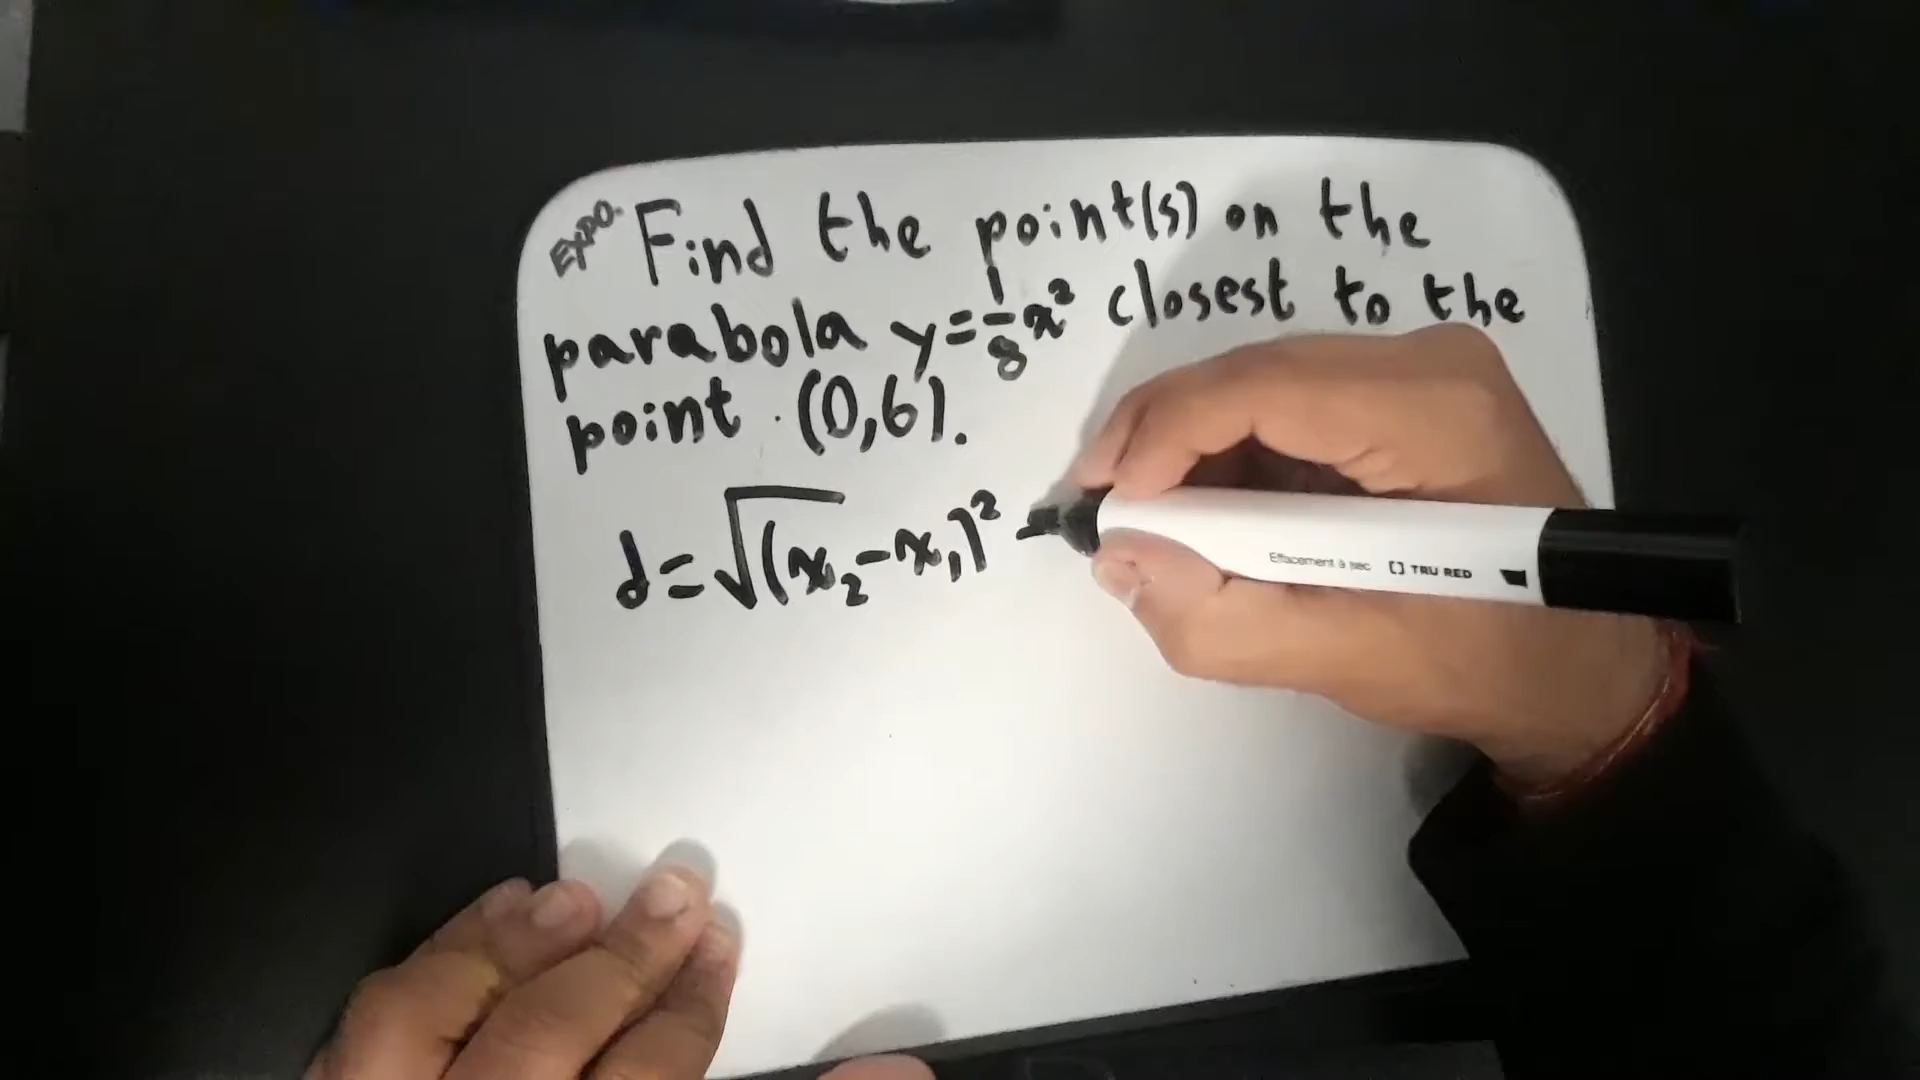 EXPO Find the point(s) on the
parabola y=1/8x² closest to the
point (0,6).
d=√(x₂-x₁)²
Effacement à sec [] TRU RED